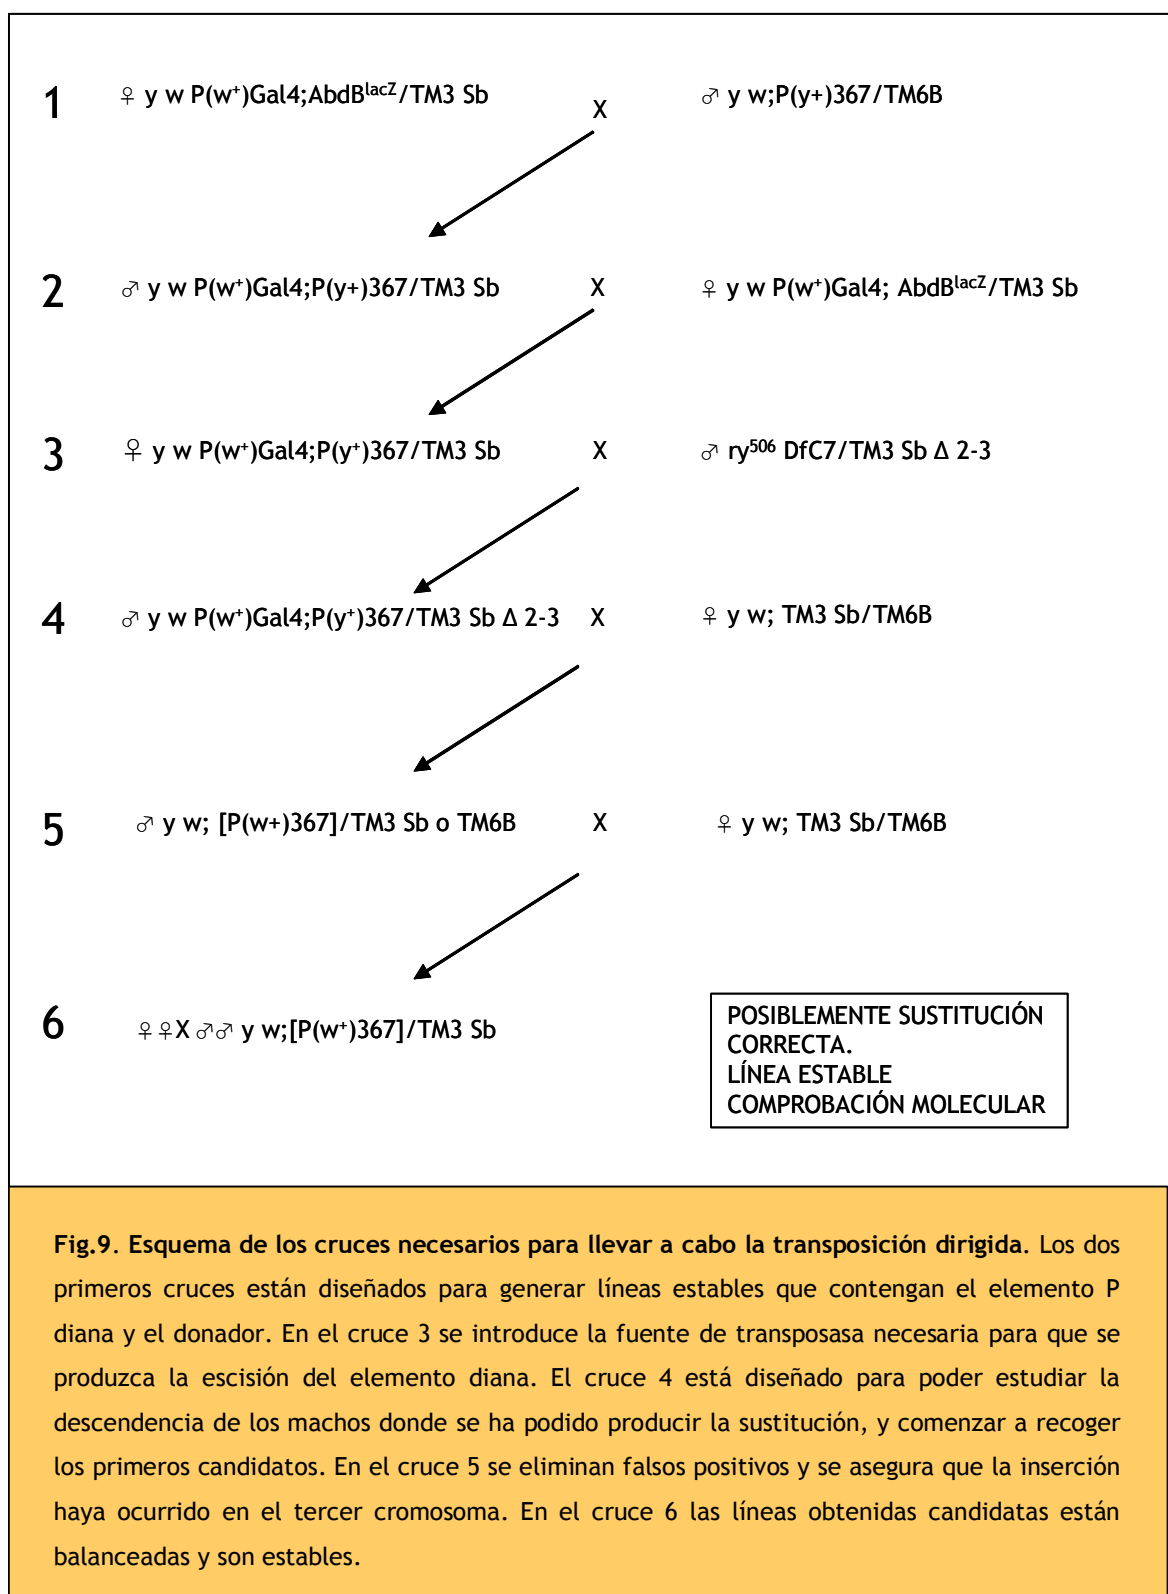 1 ♀ y w P(w⁺)Gal4;AbdBˡᵃᶜᶻ/TM3 Sb X ♂ y w;P(y+)367/TM6B
2 ♂ y w P(w⁺)Gal4;P(y+)367/TM3 Sb X ♀ y w P(w⁺)Gal4; AbdBˡᵃᶜᶻ/TM3 Sb
3 ♀ y w P(w⁺)Gal4;P(y⁺)367/TM3 Sb X ♂ ry⁵⁰⁶ DfC7/TM3 Sb Δ 2-3
4 ♂ y w P(w⁺)Gal4;P(y⁺)367/TM3 Sb Δ 2-3 X ♀ y w; TM3 Sb/TM6B
5 ♂ y w; [P(w+)367]/TM3 Sb o TM6B X ♀ y w; TM3 Sb/TM6B
6 ♀♀X ♂♂ y w;[P(w⁺)367]/TM3 Sb
POSIBLEMENTE SUSTITUCIÓN
CORRECTA.
LÍNEA ESTABLE
COMPROBACIÓN MOLECULAR
Fig.9. Esquema de los cruces necesarios para llevar a cabo la transposición dirigida. Los dos
primeros cruces están diseñados para generar líneas estables que contengan el elemento P
diana y el donador. En el cruce 3 se introduce la fuente de transposasa necesaria para que se
produzca la escisión del elemento diana. El cruce 4 está diseñado para poder estudiar la
descendencia de los machos donde se ha podido producir la sustitución, y comenzar a recoger
los primeros candidatos. En el cruce 5 se eliminan falsos positivos y se asegura que la inserción
haya ocurrido en el tercer cromosoma. En el cruce 6 las líneas obtenidas candidatas están
balanceadas y son estables.